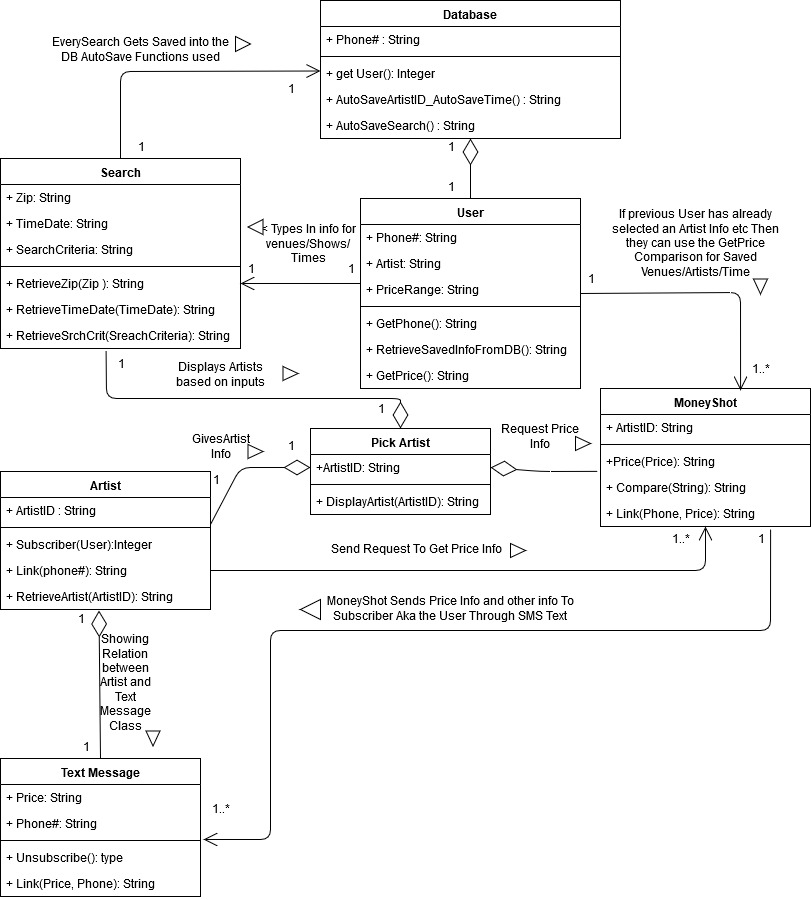 Database
+ Phone# : String
+ get User(): Integer
+ AutoSaveArtistID_AutoSaveTime() : String
+ AutoSaveSearch() : String
EverySearch Gets Saved into the
DB AutoSave Functions used
1
1
1
1
Search
+ Zip: String
+ TimeDate: String
+ SearchCriteria: String
+ RetrieveZip(Zip ): String
+ RetrieveTimeDate(TimeDate): String
+ RetrieveSrchCrit(SreachCriteria): String
< Types In info for
venues/Shows/
Times
1
1
User
+ Phone#: String
+ Artist: String
+ PriceRange: String
+ GetPhone(): String
+ RetrieveSavedInfoFromDB(): String
+ GetPrice(): String
If previous User has already
selected an Artist Info etc Then
they can use the GetPrice
Comparison for Saved
Venues/Artists/Time
1
1..*
1
Displays Artists
based on inputs
1
MoneyShot
+ ArtistID: String
+Price(Price): String
+ Compare(String): String
+ Link(Phone, Price): String
Pick Artist
+ArtistID: String
+ DisplayArtist(ArtistID): String
Request Price
Info
GivesArtist
Info
1
1
Artist
+ ArtistID : String
+ Subscriber(User):Integer
+ Link(phone#): String
+ RetrieveArtist(ArtistID): String
Send Request To Get Price Info
1..*
1
MoneyShot Sends Price Info and other info To
Subscriber Aka the User Through SMS Text
1
Showing
Relation
between
Artist and
Text
Message
Class
1
Text Message
+ Price: String
+ Phone#: String
+ Unsubscribe(): type
+ Link(Price, Phone): String
1..*